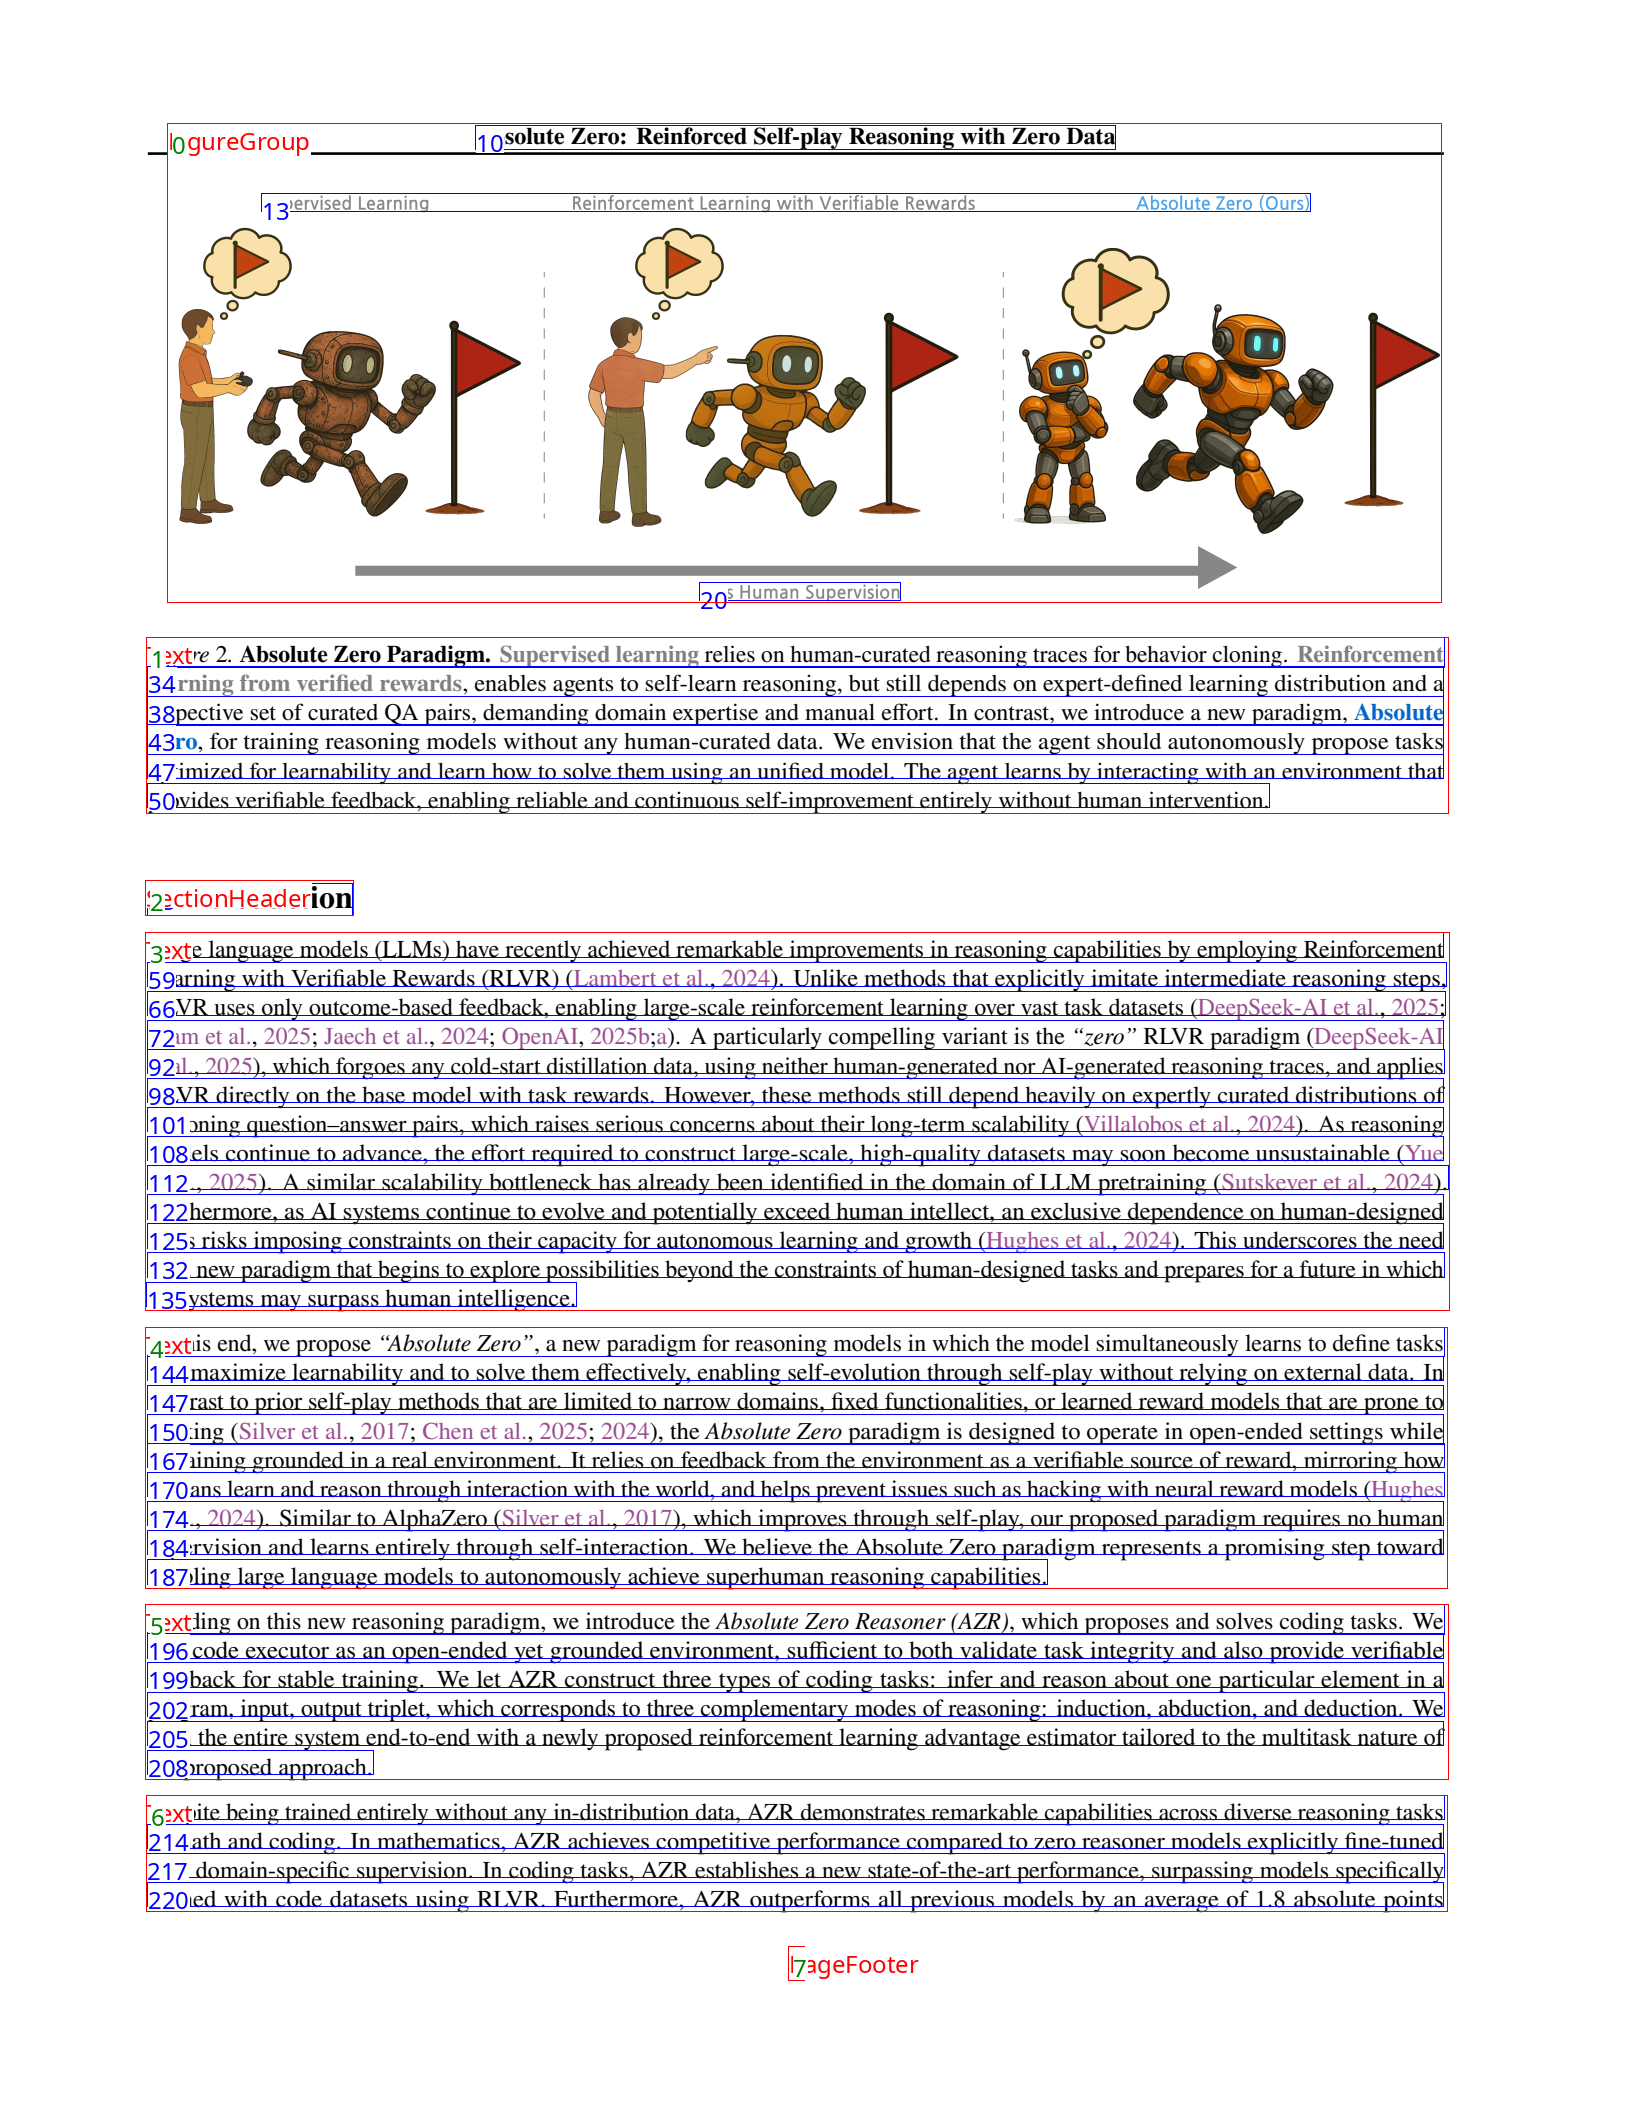 0 gureGroup 10 solute Zero: Reinforced Self-play Reasoning with Zero Data
13 ervised Learning Reinforcement Learning with Verifiable Rewards Absolute Zero (Ours)
20 s Human Supervision
1 ext re 2. Absolute Zero Paradigm. Supervised learning relies on human-curated reasoning traces for behavior cloning. Reinforcement
34 rning from verified rewards, enables agents to self-learn reasoning, but still depends on expert-defined learning distribution and a
38 pective set of curated QA pairs, demanding domain expertise and manual effort. In contrast, we introduce a new paradigm, Absolute
43 ro, for training reasoning models without any human-curated data. We envision that the agent should autonomously propose tasks
47 imized for learnability and learn how to solve them using an unified model. The agent learns by interacting with an environment that
50 vides verifiable feedback, enabling reliable and continuous self-improvement entirely without human intervention.
2 ectionHeader ion
3 ext e language models (LLMs) have recently achieved remarkable improvements in reasoning capabilities by employing Reinforcement
59 arning with Verifiable Rewards (RLVR) (Lambert et al., 2024). Unlike methods that explicitly imitate intermediate reasoning steps,
66 VR uses only outcome-based feedback, enabling large-scale reinforcement learning over vast task datasets (DeepSeek-AI et al., 2025;
72 am et al., 2025; Jaech et al., 2024; OpenAI, 2025b;a). A particularly compelling variant is the “zero” RLVR paradigm (DeepSeek-AI
92 al., 2025), which forgoes any cold-start distillation data, using neither human-generated nor AI-generated reasoning traces, and applies
98 VR directly on the base model with task rewards. However, these methods still depend heavily on expertly curated distributions of
101 oning question–answer pairs, which raises serious concerns about their long-term scalability (Villalobos et al., 2024). As reasoning
108 els continue to advance, the effort required to construct large-scale, high-quality datasets may soon become unsustainable (Yue
112 ., 2025). A similar scalability bottleneck has already been identified in the domain of LLM pretraining (Sutskever et al., 2024).
122 hermore, as AI systems continue to evolve and potentially exceed human intellect, an exclusive dependence on human-designed
125 s risks imposing constraints on their capacity for autonomous learning and growth (Hughes et al., 2024). This underscores the need
132 new paradigm that begins to explore possibilities beyond the constraints of human-designed tasks and prepares for a future in which
135 ystems may surpass human intelligence.
4 ext is end, we propose “Absolute Zero”, a new paradigm for reasoning models in which the model simultaneously learns to define tasks
144 maximize learnability and to solve them effectively, enabling self-evolution through self-play without relying on external data. In
147 rast to prior self-play methods that are limited to narrow domains, fixed functionalities, or learned reward models that are prone to
150 king (Silver et al., 2017; Chen et al., 2025; 2024), the Absolute Zero paradigm is designed to operate in open-ended settings while
167 aining grounded in a real environment. It relies on feedback from the environment as a verifiable source of reward, mirroring how
170 ans learn and reason through interaction with the world, and helps prevent issues such as hacking with neural reward models (Hughes
174 ., 2024). Similar to AlphaZero (Silver et al., 2017), which improves through self-play, our proposed paradigm requires no human
184 rvision and learns entirely through self-interaction. We believe the Absolute Zero paradigm represents a promising step toward
187 bling large language models to autonomously achieve superhuman reasoning capabilities.
5 ext ding on this new reasoning paradigm, we introduce the Absolute Zero Reasoner (AZR), which proposes and solves coding tasks. We
196 code executor as an open-ended yet grounded environment, sufficient to both validate task integrity and also provide verifiable
199 back for stable training. We let AZR construct three types of coding tasks: infer and reason about one particular element in a
202 ram, input, output triplet, which corresponds to three complementary modes of reasoning: induction, abduction, and deduction. We
205 the entire system end-to-end with a newly proposed reinforcement learning advantage estimator tailored to the multitask nature of
208 proposed approach.
6 ext ite being trained entirely without any in-distribution data, AZR demonstrates remarkable capabilities across diverse reasoning tasks
214 ath and coding. In mathematics, AZR achieves competitive performance compared to zero reasoner models explicitly fine-tuned
217 domain-specific supervision. In coding tasks, AZR establishes a new state-of-the-art performance, surpassing models specifically
220 ed with code datasets using RLVR. Furthermore, AZR outperforms all previous models by an average of 1.8 absolute points
7 ageFooter